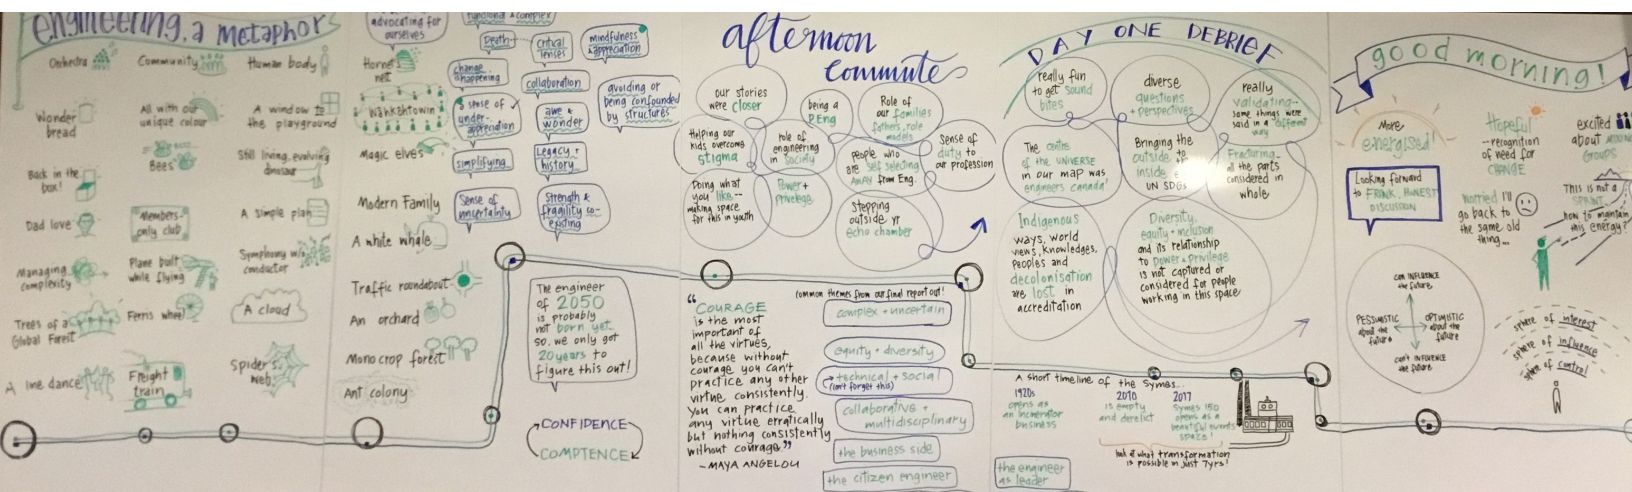 engineering, a metaphor
Orchestra
Community
Human body
Wonder
bread
All with our
unique colour
A window to
the playground
Back in the
box!
Bees
Still living, evolving
dinosaur
Dad love
Members-
only club
A simple plan
Managing
complexity
Plane built
while flying
Symphony w/o
conductor
Trees of a
Global Forest
Ferris wheel
A cloud
A line dance
Freight
train
Spider's
web
advocating for
ourselves
Hornet
net
Magic elves
Modern Family
A white whale
Traffic roundabout
An orchard
Mono crop forest
Ant colony
functional + complex
Death
critical
lenses
mindfulness
+ appreciation
change
happening
collaboration
avoiding or
being confounded
by structures
sense of
under-
appreciation
awe &
wonder
simplifying
Legacy +
history
Sense of
uncertainty
Strength &
fragility co-
existing
The engineer
of 2050
is probably
not born yet.
so, we only got
20 years to
figure this out!
CONFIDENCE
COMPTENCE
afternoon
commute
our stories
were closer
being a
P.Eng
Role of
our families
fathers, role
models
Helping our
kids overcome
stigma
role of
engineering
in society
people who
are self selecting
AWAY from Eng.
Sense of
duty to
our profession
Doing what
you like--
making space
for this in youth
Power +
privelege
Stepping
outside yr
echo chamber
"COURAGE
is the most
important of
all the virtues,
because without
courage you can't
practice any other
virtue consistently.
You can practice
any virtue erratically
but nothing consistently
without courage."
- MAYA ANGELOU
common themes from our final report out!
complex + uncertain
equity + diversity
technical + social
(don't forget this)
collaborative +
multidisciplinary
the business side
the citizen engineer
the engineer
as leader
DAY ONE DEBRIEF
really fun
to get sound
bites
diverse
questions
+ perspectives
really
validating--
some things were
said in a different
way
The centre
of the UNIVERSE
in our map was
engineers canada!
Bringing the
outside
inside
UN SDGs
Fracturing--
all the parts
considered in
whole
Indigenous
ways, world
views, knowledges,
Peoples and
decolonisation
are lost in
accreditation
Diversity,
equity + inclusion
and its relationship
to power & privilege
is not captured or
considered for people
working in this space
A short timeline of the Symes...
1920s
opens as
an incinerator
business
2010
is empty
and derelict
2017
Symes 150
opens as a
beautiful events
space!
look at what transformation
is possible in just 7yrs!
good morning!
More
energised!
Hopeful
-- recognition
of need for
CHANGE
excited
about
GROUPS
Looking forward
to FRANK, HONEST
DISCUSSION
worried I'll
go back to
the same old
thing...
This is not a
SPRINT
how to maintain
this energy?
CAN INFLUENCE
the future
PESSIMISTIC
about the
future
OPTIMISTIC
about the
future
CAN'T INFLUENCE
the future
sphere of interest
sphere of influence
sphere of control